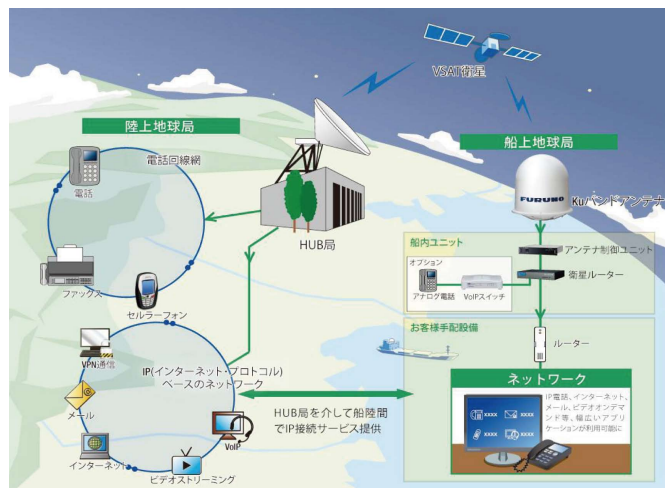 VSAT衛星
陸上地球局
電話回線網
電話
ファックス
セルラーフォン
HUB局
VPN通信
IP(インターネット・プロトコル)
ベースのネットワーク
メール
インターネット
ビデオストリーミング
VoIP
HUB局を介して船陸間
でIP接続サービス提供
船上地球局
FURUNO
Kuバンドアンテナ
船内ユニット
アンテナ制御ユニット
オプション
アナログ電話
VoIPスイッチ
衛星ルーター
お客様手配設備
ルーター
ネットワーク
xxxx
xxxx
xxxx
xxxx
IP電話、インターネット、
メール、ビデオオンデマ
ンド等、幅広いアプリ
ケーションが利用可能に